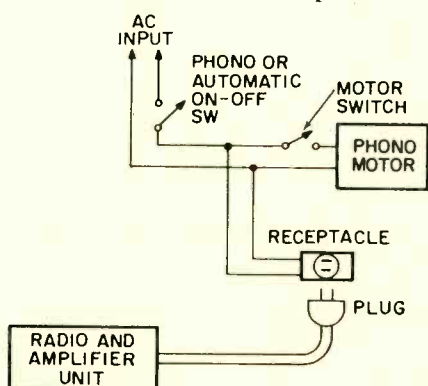 AC
INPUT
PHONO OR
AUTOMATIC
ON-OFF
SW
MOTOR
SWITCH
PHONO
MOTOR
RECEPTACLE
PLUG
RADIO AND
AMPLIFIER
UNIT